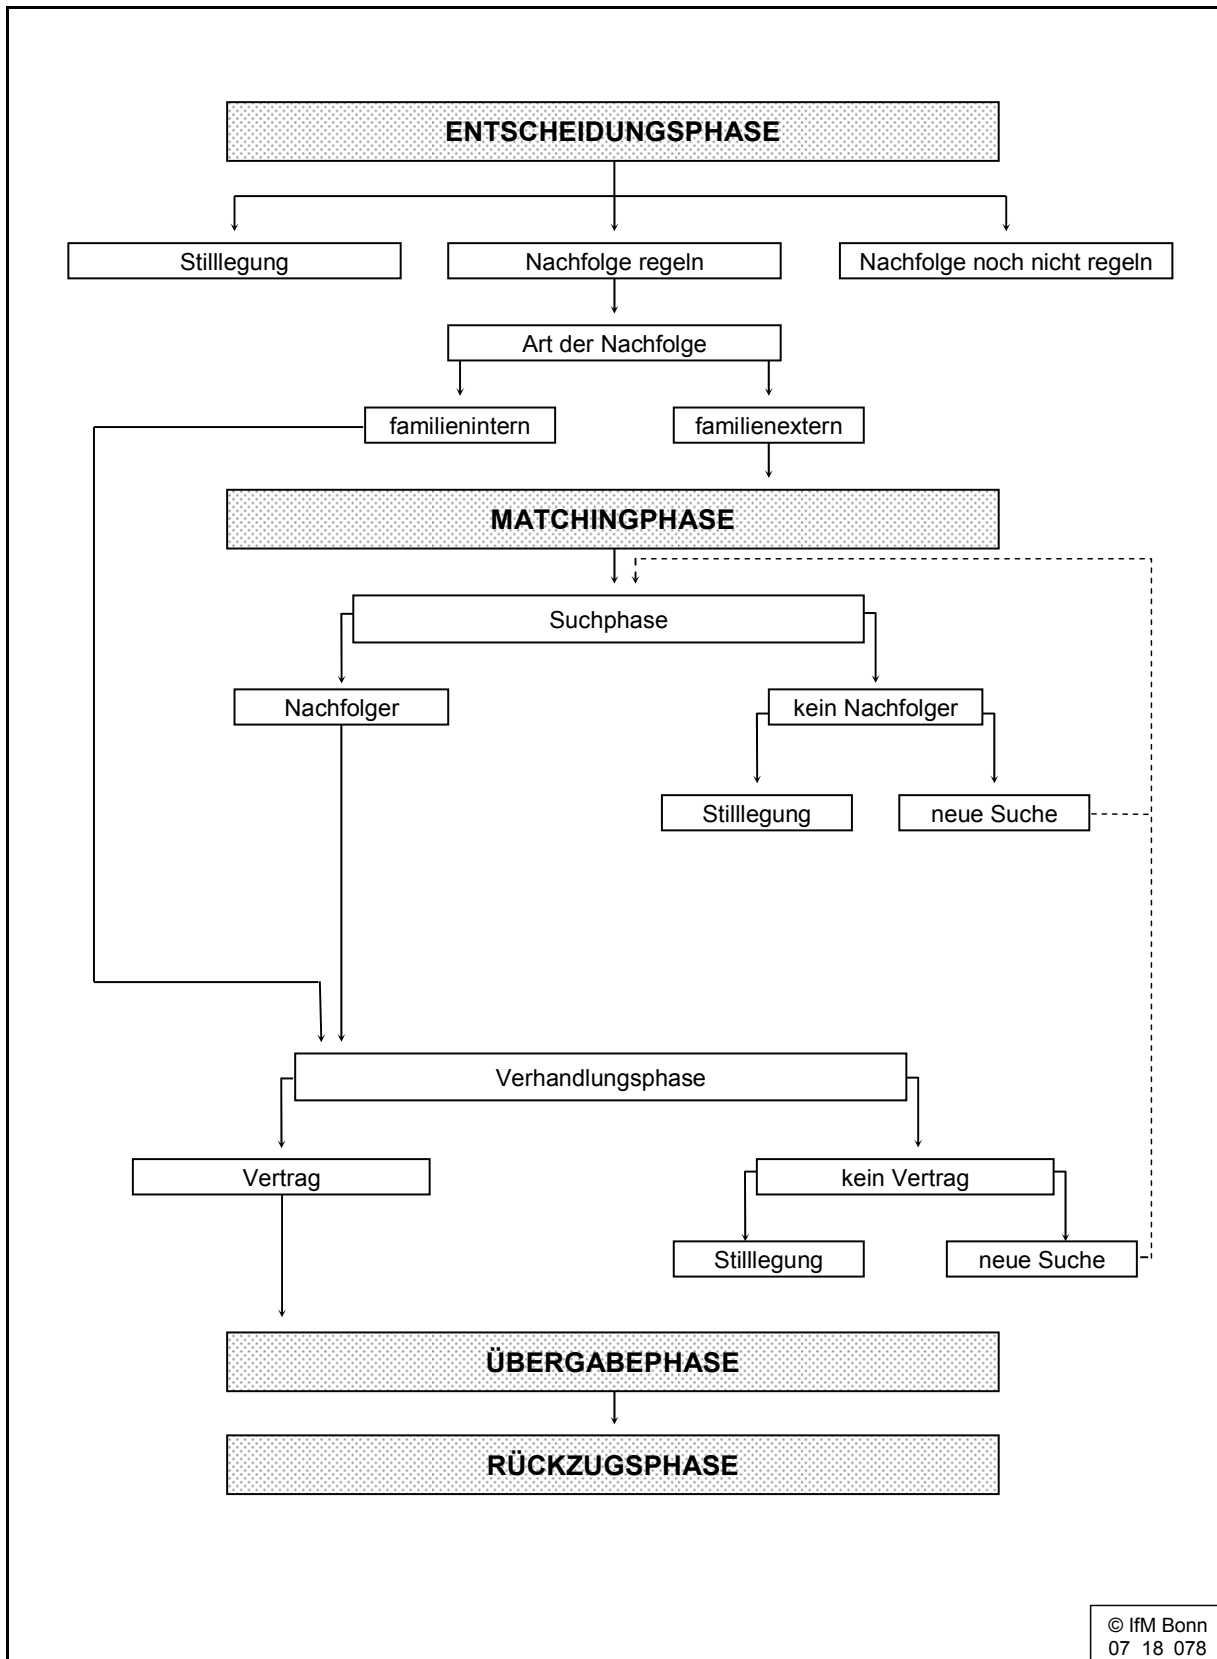 ENTSCHEIDUNGSPHASE
Stilllegung
Nachfolge regeln
Nachfolge noch nicht regeln
Art der Nachfolge
familienintern
familienextern
MATCHINGPHASE
Suchphase
Nachfolger
kein Nachfolger
Stilllegung
neue Suche
Verhandlungsphase
Vertrag
kein Vertrag
Stilllegung
neue Suche
ÜBERGABEPHASE
RÜCKZUGSPHASE
© IfM Bonn
07 18 078